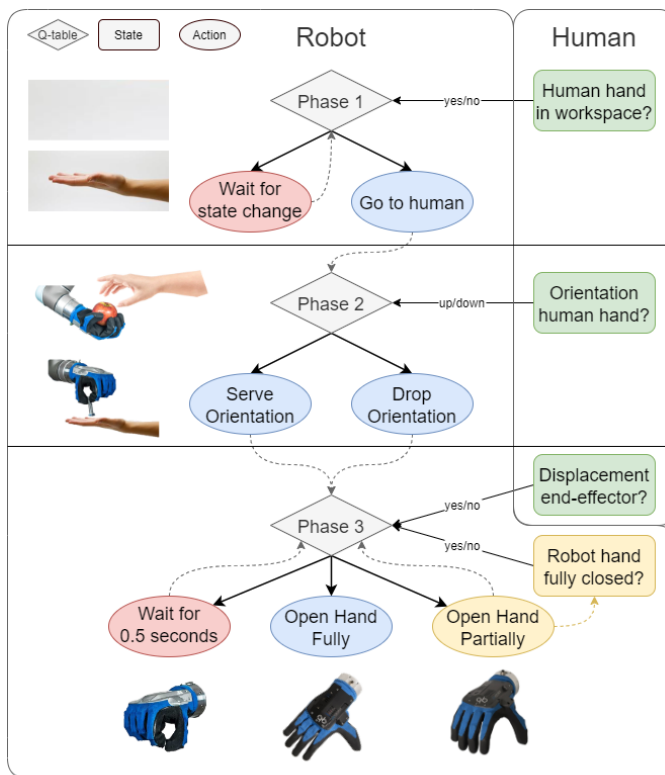 Q-table
State
Action
Robot
Human
Phase 1
yes/no
Human hand
in workspace?
Wait for
state change
Go to human
Phase 2
up/down
Orientation
human hand?
Serve
Orientation
Drop
Orientation
Displacement
end-effector?
yes/no
Phase 3
yes/no
Robot hand
fully closed?
Wait for
0.5 seconds
Open Hand
Fully
Open Hand
Partially